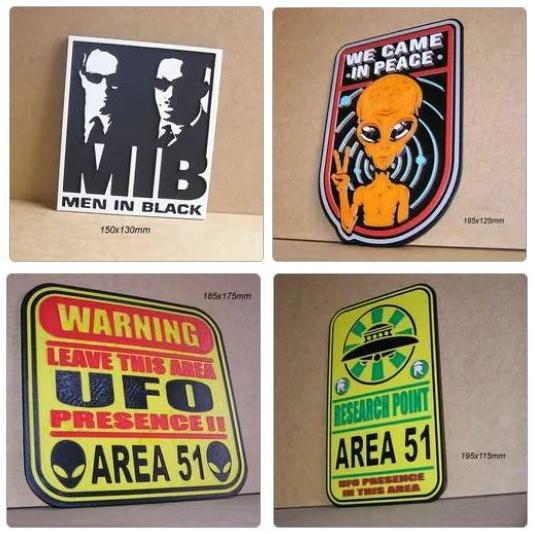 MIB
MEN IN BLACK
150x130mm
WE CAME
·IN PEACE·
185x125mm
185x175mm
WARNING
LEAVE THIS AREA
UFO
PRESENCE!!
AREA 51
RESEARCH POINT
AREA 51
UFO PRESENCE
IN THIS AREA
195x115mm